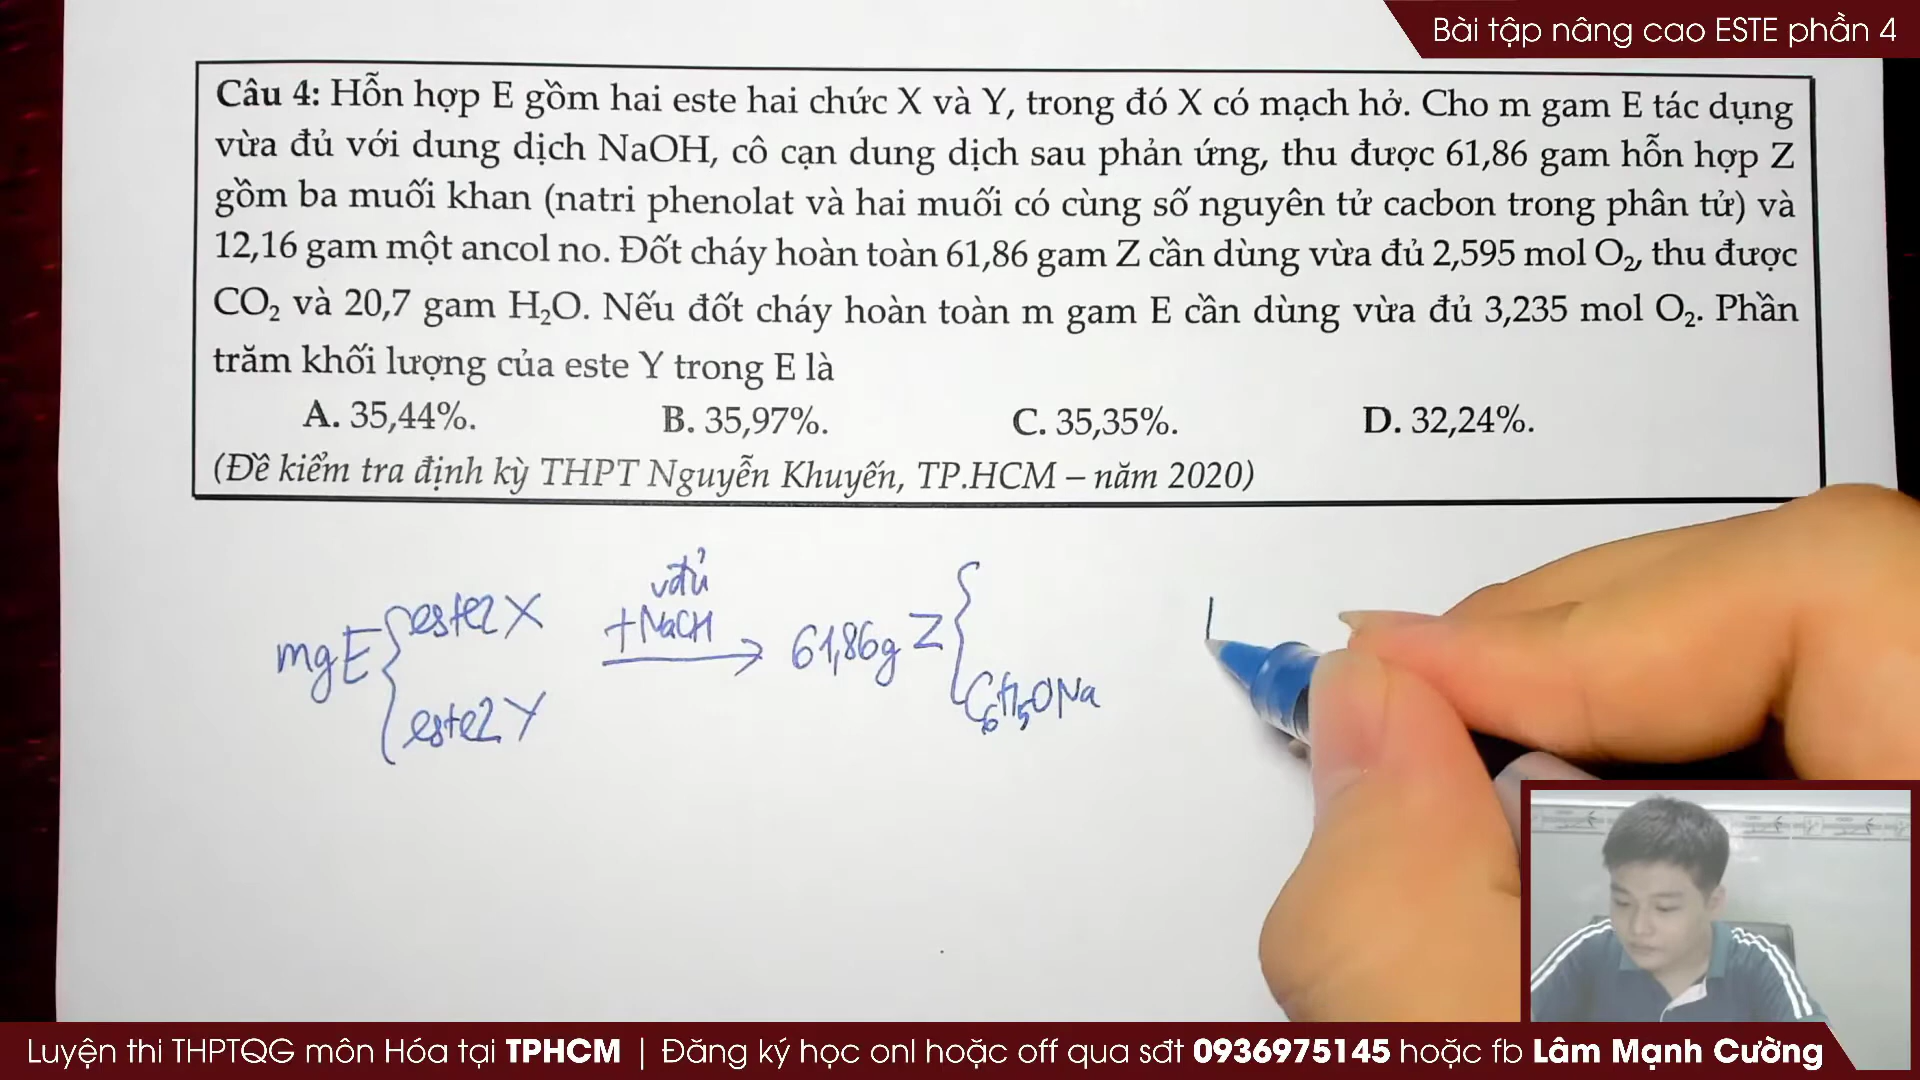 Bài tập nâng cao ESTE phần 4
Câu 4: Hỗn hợp E gồm hai este hai chức X và Y, trong đó X có mạch hở. Cho m gam E tác dụng
vừa đủ với dung dịch NaOH, cô cạn dung dịch sau phản ứng, thu được 61,86 gam hỗn hợp Z
gồm ba muối khan (natri phenolat và hai muối có cùng số nguyên tử cacbon trong phân tử) và
12,16 gam một ancol no. Đốt cháy hoàn toàn 61,86 gam Z cần dùng vừa đủ 2,595 mol O₂, thu được
CO₂ và 20,7 gam H₂O. Nếu đốt cháy hoàn toàn m gam E cần dùng vừa đủ 3,235 mol O₂. Phần
trăm khối lượng của este Y trong E là
A. 35,44%. B. 35,97%. C. 35,35%. D. 32,24%.
(Đề kiểm tra định kỳ THPT Nguyễn Khuyến, TP.HCM – năm 2020)
vđủ
este2 X
+NaOH
mgE
61,86g Z
este2 Y
C₆H₅ONa
Luyện thi THPTQG môn Hóa tại TPHCM | Đăng ký học onl hoặc off qua sđt 0936975145 hoặc fb Lâm Mạnh Cường